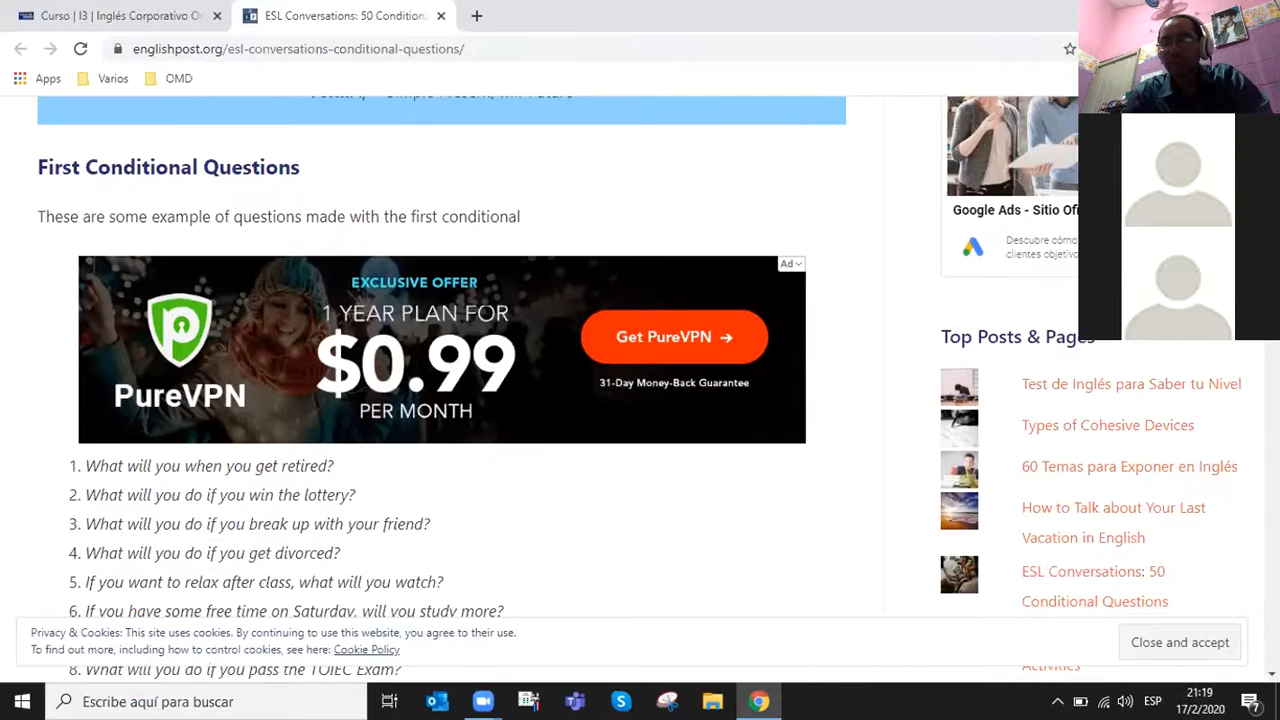 Curso | I3 | Inglés Corporativo O
ESL Conversations: 50 Condition
englishpost.org/esl-conversations-conditional-questions/
Apps
Varios
OMD
First Conditional Questions
These are some example of questions made with the first conditional
Ad
EXCLUSIVE OFFER
1 YEAR PLAN FOR
$0.99
PER MONTH
PureVPN
Get PureVPN →
31-Day Money-Back Guarantee
1. What will you when you get retired?
2. What will you do if you win the lottery?
3. What will you do if you break up with your friend?
4. What will you do if you get divorced?
5. If you want to relax after class, what will you watch?
6. If you have some free time on Saturday, will you study more?
8. What will you do if you pass the TOIEC Exam?
Google Ads - Sitio Ofi
Descubre cómo
clientes objetivo
Top Posts & Pages
Test de Inglés para Saber tu Nivel
Types of Cohesive Devices
60 Temas para Exponer en Inglés
How to Talk about Your Last
Vacation in English
ESL Conversations: 50
Conditional Questions
Activities
Privacy & Cookies: This site uses cookies. By continuing to use this website, you agree to their use.
To find out more, including how to control cookies, see here: Cookie Policy
Close and accept
Escribe aquí para buscar
ESP
21:19
17/2/2020
7